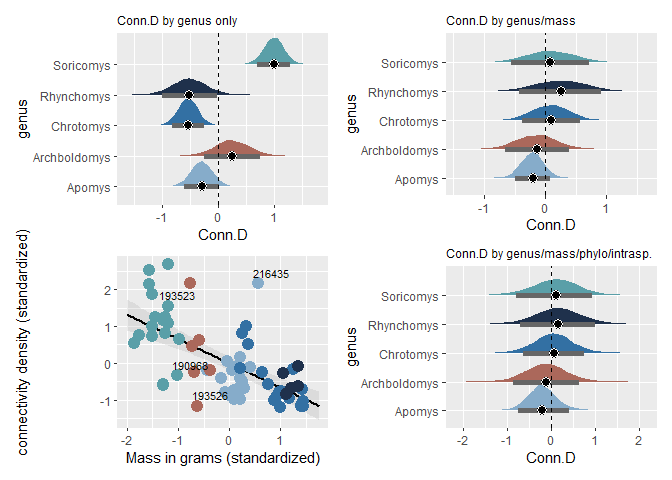 Conn.D by genus only
genus
Soricomys
Rhynchomys
Chrotomys
Archboldomys
Apomys
-1 0 1
Conn.D
Conn.D by genus/mass
genus
Soricomys
Rhynchomys
Chrotomys
Archboldomys
Apomys
-1 0 1
Conn.D
connectivity density (standardized)
2
1
0
-1
216435
193523
190968
193526
-2 -1 0 1
Mass in grams (standardized)
Conn.D by genus/mass/phylo/intrasp.
genus
Soricomys
Rhynchomys
Chrotomys
Archboldomys
Apomys
-2 -1 0 1 2
Conn.D